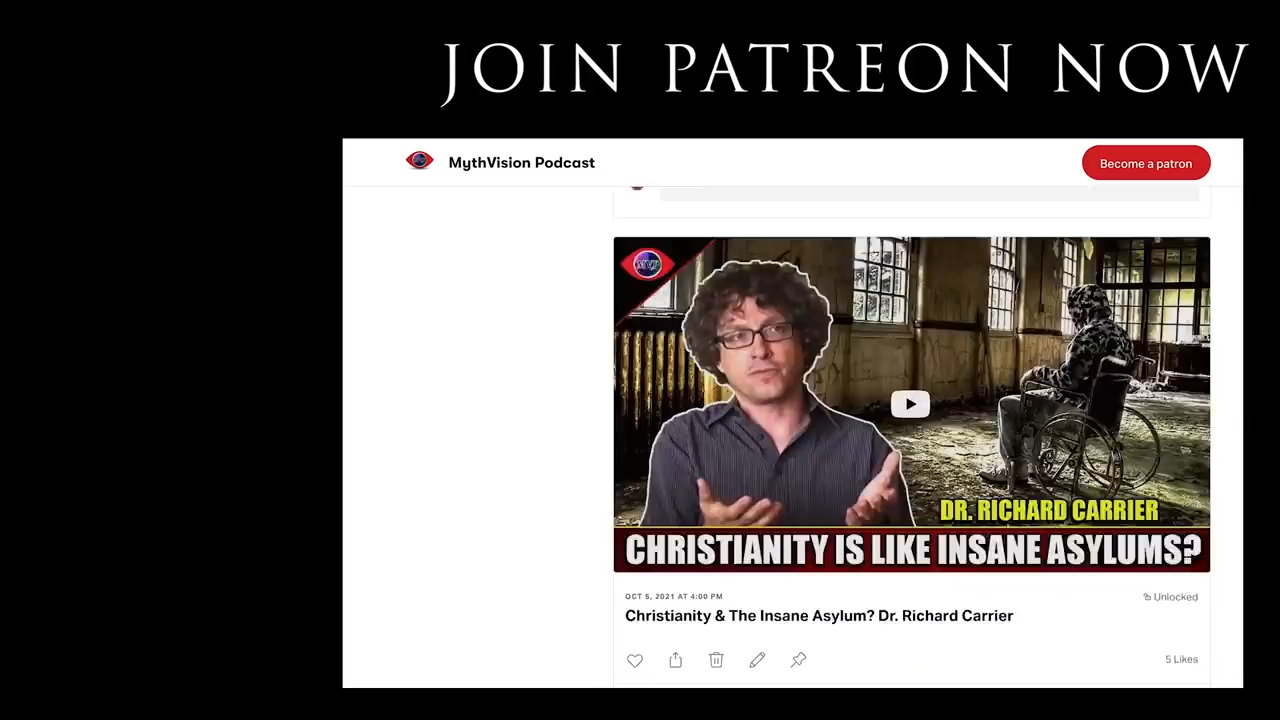 JOIN PATREON NOW
MythVision Podcast
Become a patron
MVP
DR. RICHARD CARRIER
CHRISTIANITY IS LIKE INSANE ASYLUMS?
OCT 5, 2021 AT 4:00 PM
Unlocked
Christianity & The Insane Asylum? Dr. Richard Carrier
5 Likes